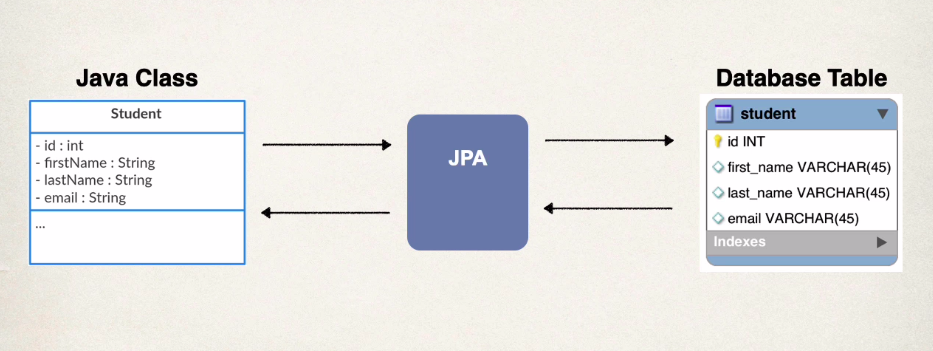 Java Class
Student
- id : int
- firstName : String
- lastName : String
- email : String
...
JPA
Database Table
student
id INT
first_name VARCHAR(45)
last_name VARCHAR(45)
email VARCHAR(45)
Indexes